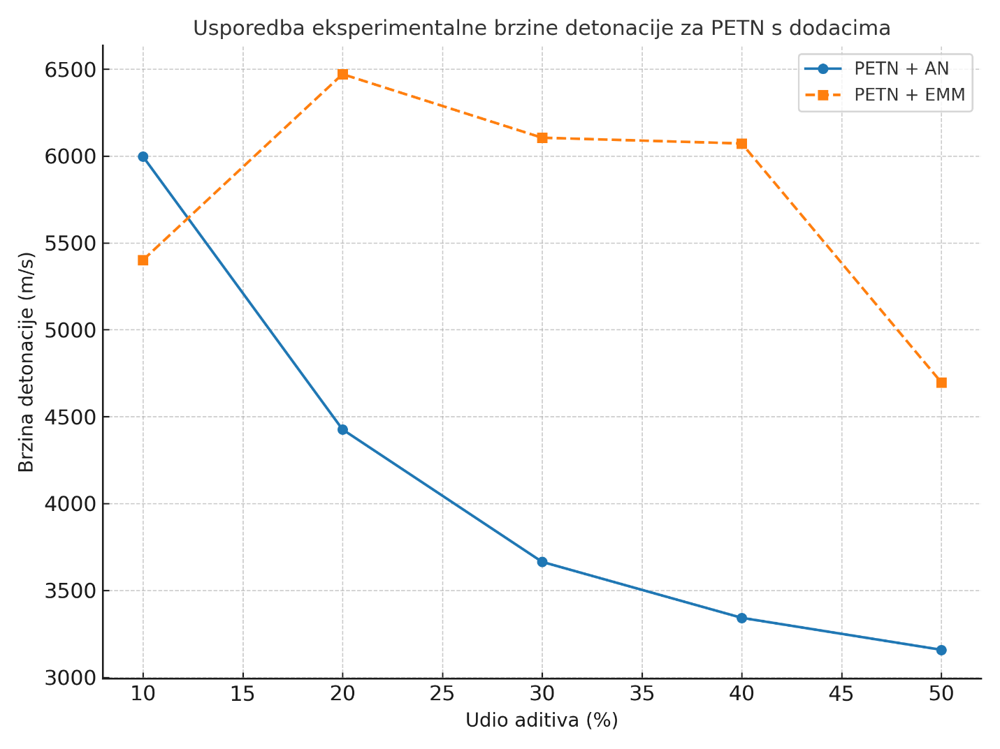 Usporedba eksperimentalne brzine detonacije za PETN s dodacima
PETN + AN
PETN + EMM
Brzina detonacije (m/s)
6500
6000
5500
5000
4500
4000
3500
3000
10 15 20 25 30 35 40 45 50
Udio aditiva (%)